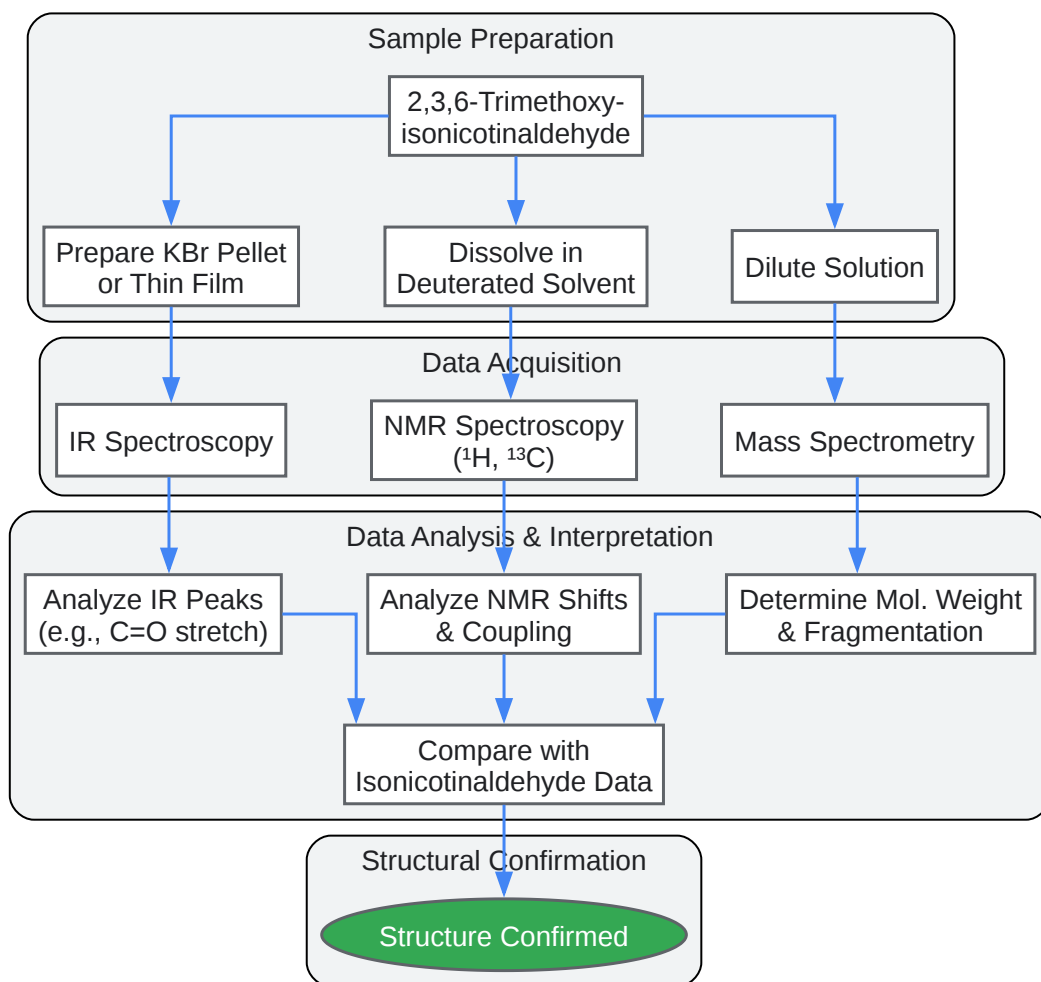 Sample Preparation
2,3,6-Trimethoxy-
isonicotinaldehyde
Prepare KBr Pellet
or Thin Film
Dissolve in
Deuterated Solvent
Dilute Solution
Data Acquisition
IR Spectroscopy
NMR Spectroscopy
(¹H, ¹³C)
Mass Spectrometry
Data Analysis & Interpretation
Analyze IR Peaks
(e.g., C=O stretch)
Analyze NMR Shifts
& Coupling
Determine Mol. Weight
& Fragmentation
Compare with
Isonicotinaldehyde Data
Structural Confirmation
Structure Confirmed